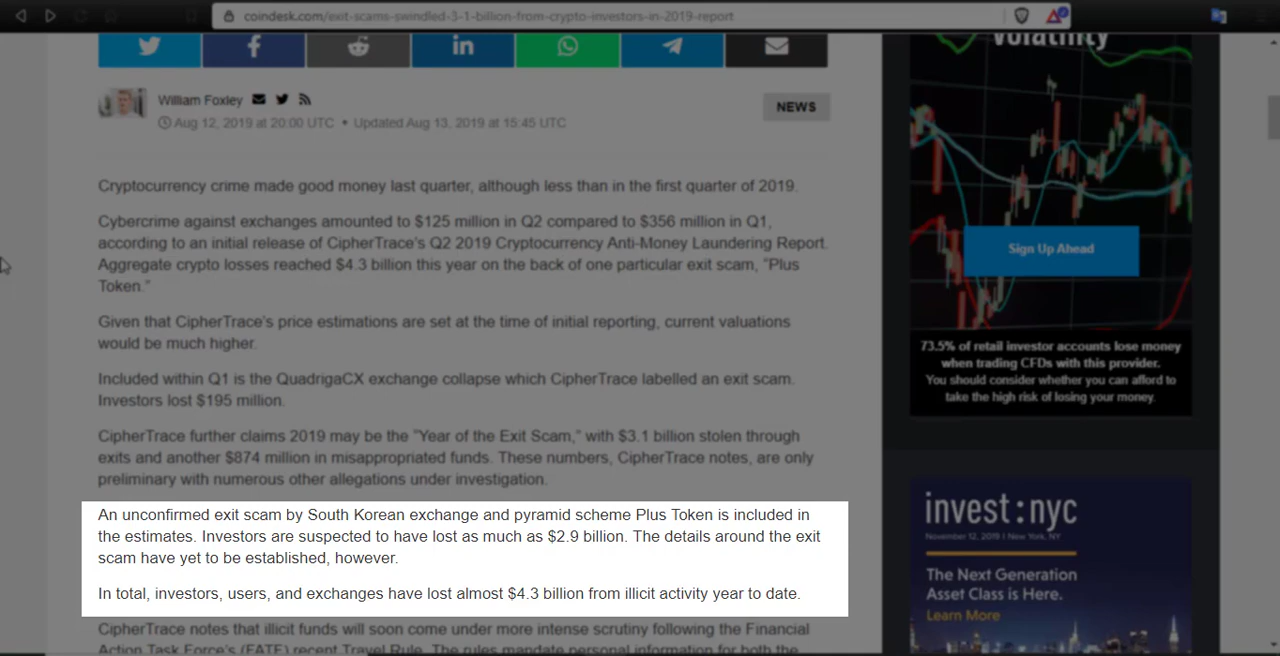 coindesk.com/exit-scams-swindled-3-1-billion-from-crypto-investors-in-2019-report
William Foxley
Aug 12, 2019 at 20:00 UTC • Updated Aug 13, 2019 at 15:45 UTC
NEWS
Cryptocurrency crime made good money last quarter, although less than in the first quarter of 2019.
Cybercrime against exchanges amounted to $125 million in Q2 compared to $356 million in Q1,
according to an initial release of CipherTrace's Q2 2019 Cryptocurrency Anti-Money Laundering Report.
Aggregate crypto losses reached $4.3 billion this year on the back of one particular exit scam, "Plus
Token."
Given that CipherTrace's price estimations are set at the time of initial reporting, current valuations
would be much higher.
Included within Q1 is the QuadrigaCX exchange collapse which CipherTrace labelled an exit scam.
Investors lost $195 million.
CipherTrace further claims 2019 may be the "Year of the Exit Scam," with $3.1 billion stolen through
exits and another $874 million in misappropriated funds. These numbers, CipherTrace notes, are only
preliminary with numerous other allegations under investigation.
An unconfirmed exit scam by South Korean exchange and pyramid scheme Plus Token is included in
the estimates. Investors are suspected to have lost as much as $2.9 billion. The details around the exit
scam have yet to be established, however.
In total, investors, users, and exchanges have lost almost $4.3 billion from illicit activity year to date.
CipherTrace notes that illicit funds will soon come under more intense scrutiny following the Financial
Action Task Force's (FATF) recent Travel Rule. The rules mandate personal information for both the
Volatility
Sign Up Ahead
73.5% of retail investor accounts lose money
when trading CFDs with this provider.
You should consider whether you can afford to
take the high risk of losing your money.
invest:nyc
November 12, 2019 | New York, NY
The Next Generation
Asset Class is Here.
Learn More